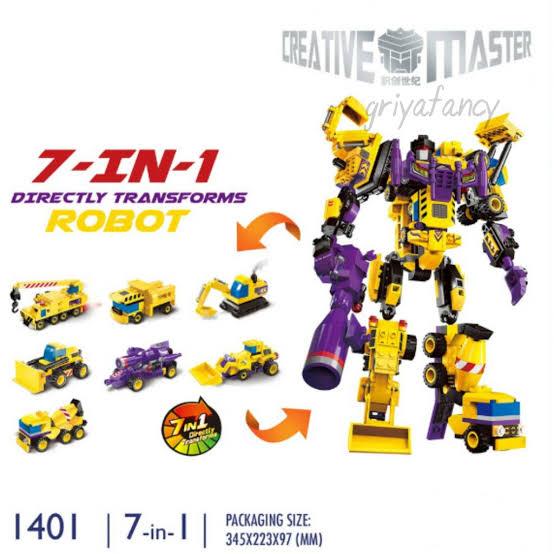 CREATIVE MASTER
积创世纪
griyafancy
7-IN-1
DIRECTLY TRANSFORMS
ROBOT
7 IN 1
Directly
Transforms
1401 | 7-in-1 | PACKAGING SIZE:
345X223X97 (MM)